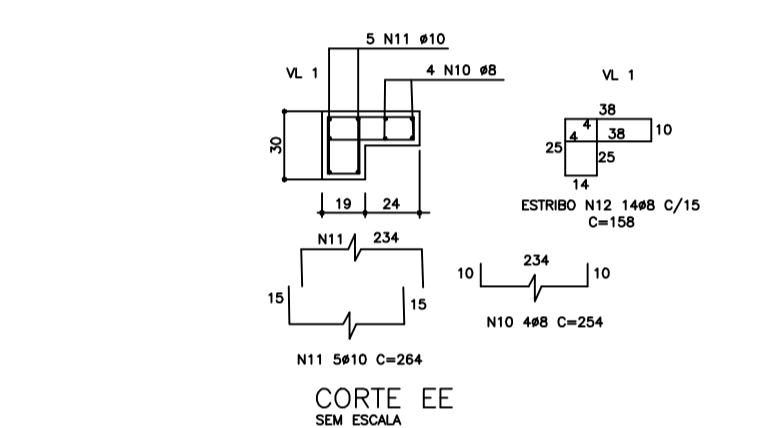 5 N11 ø10
VL 1
4 N10 ø8
30
19
24
VL 1
38
4
4
38
10
25
25
14
ESTRIBO N12 14ø8 C/15
C=158
N11
234
15
15
N11 5ø10 C=264
234
10
10
N10 4ø8 C=254
CORTE EE
SEM ESCALA